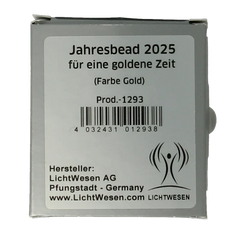 Jahresbead 2025
für eine goldene Zeit
(Farbe Gold)
Prod.-1293
4 032431 012938
Hersteller:
LichtWesen AG
Pfungstadt - Germany
www.LichtWesen.com
LICHTWESEN